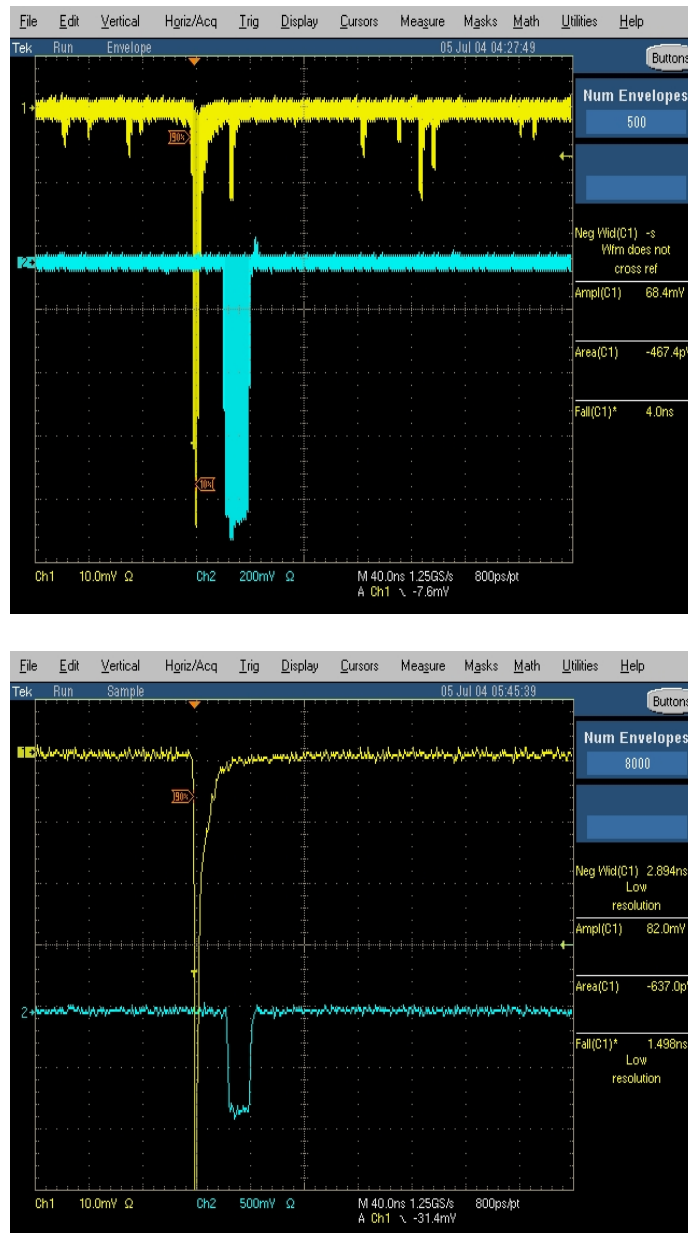 File Edit Vertical Horiz/Acq Trig Display Cursors Measure Masks Math Utilities Help
Tek Run Envelope 05 Jul 04 04:27:49
Buttons
Num Envelopes
500
1
90%
Neg Wid(C1) -s
Wfm does not
cross ref
2
Ampl(C1) 68.4mV
Area(C1) -467.4pV
Fall(C1)* 4.0ns
10%
Ch1 10.0mV Ω Ch2 200mV Ω M 40.0ns 1.25GS/s 800ps/pt
A Ch1 -7.6mV
File Edit Vertical Horiz/Acq Trig Display Cursors Measure Masks Math Utilities Help
Tek Run Sample 05 Jul 04 05:45:39
Buttons
Num Envelopes
8000
1
90%
Neg Wid(C1) 2.894ns
Low
resolution
Ampl(C1) 82.0mV
Area(C1) -637.0pV
2
Fall(C1)* 1.498ns
Low
resolution
Ch1 10.0mV Ω Ch2 500mV Ω M 40.0ns 1.25GS/s 800ps/pt
A Ch1 -31.4mV